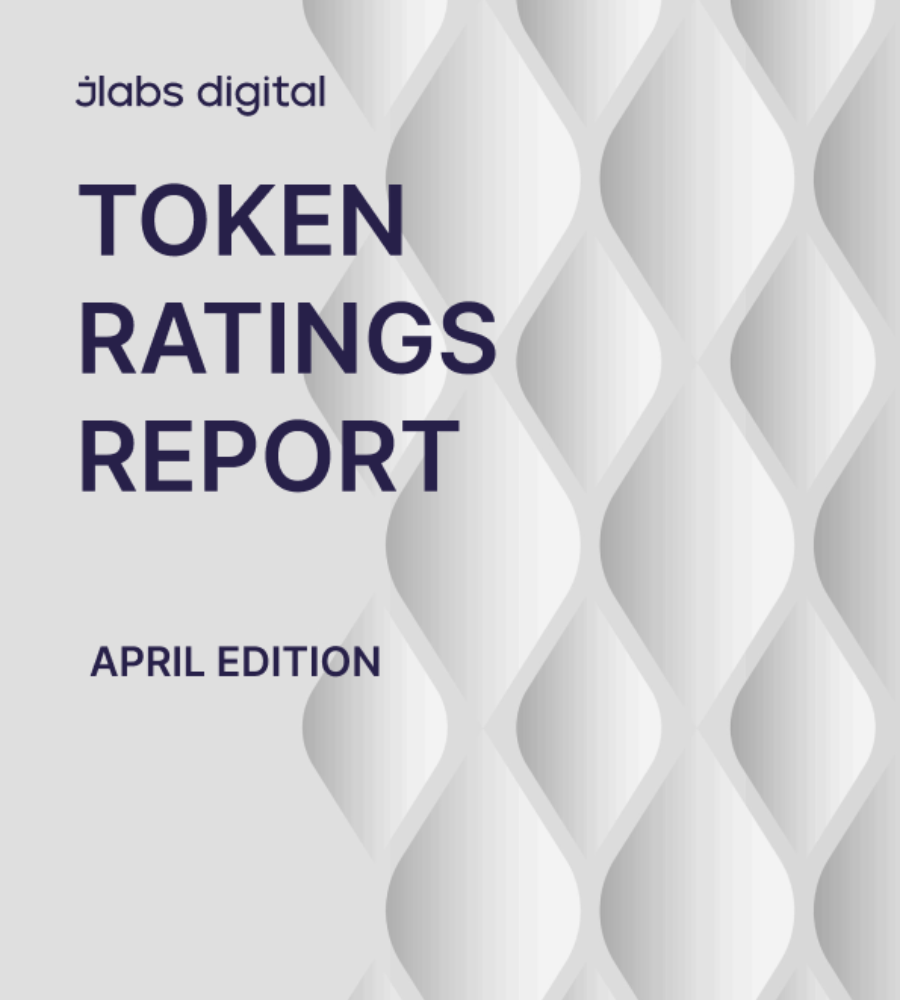 jlabs digital
TOKEN
RATINGS
REPORT
APRIL EDITION